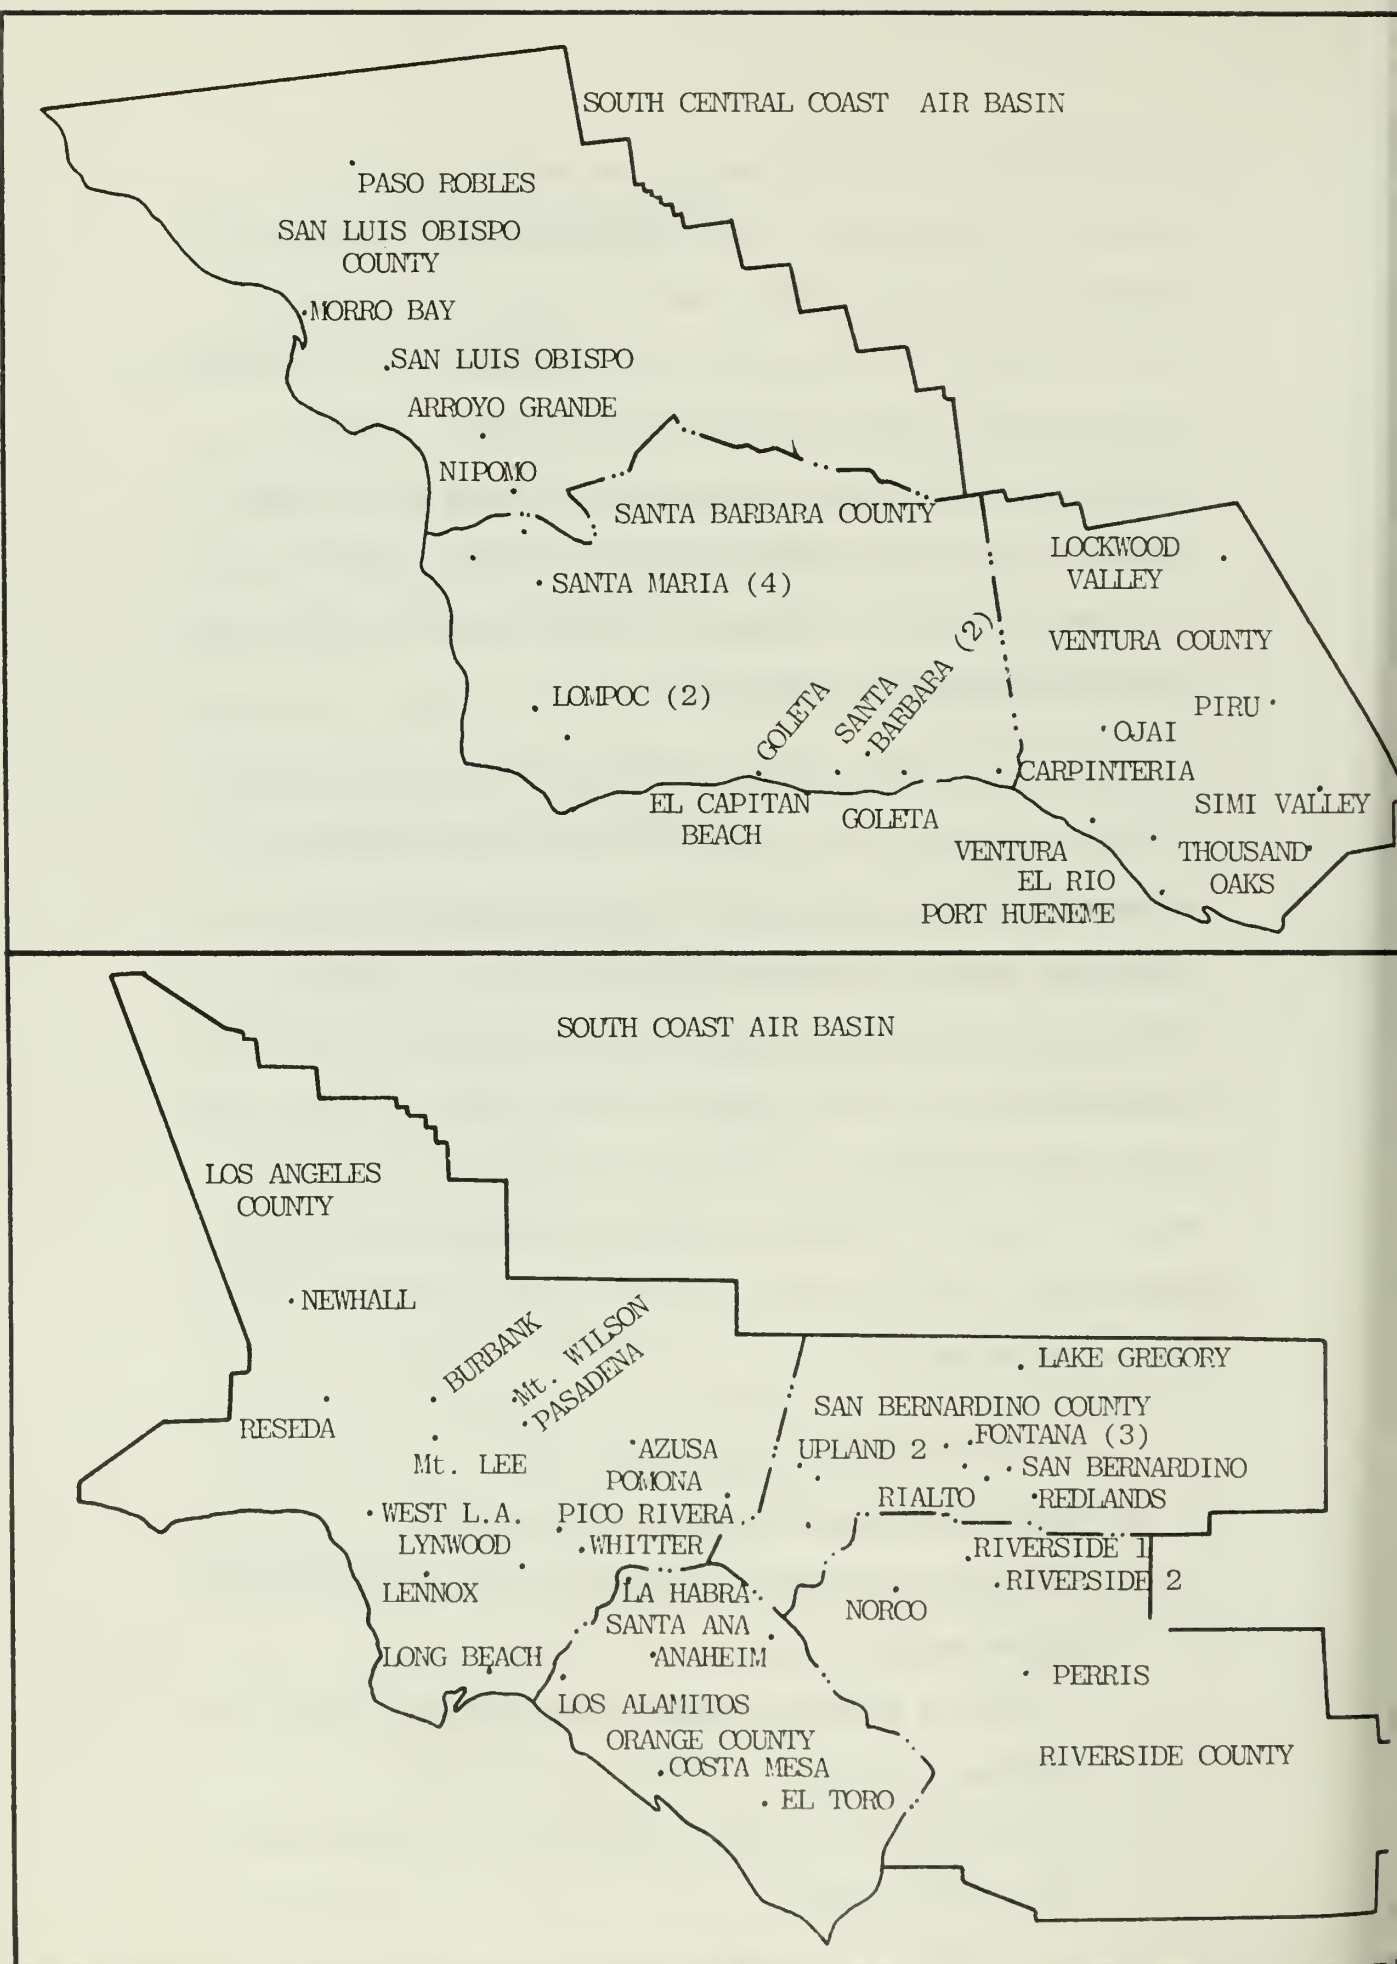 SOUTH CENTRAL COAST AIR BASIN
PASO ROBLES
SAN LUIS OBISPO
COUNTY
MORRO BAY
SAN LUIS OBISPO
ARROYO GRANDE
NIPOMO
SANTA BARBARA COUNTY
LOCKWOOD
VALLEY
SANTA MARIA (4)
VENTURA COUNTY
LOMPOC (2)
GOLETA
SANTA
BARBARA (2)
PIRU
OJAI
CARPINTERIA
EL CAPITAN
BEACH
GOLETA
SIMI VALLEY
VENTURA
THOUSAND
OAKS
EL RIO
PORT HUENEME
SOUTH COAST AIR BASIN
LOS ANGELES
COUNTY
NEWHALL
BURBANK
Mt. WILSON
PASADENA
LAKE GREGORY
RESEDA
SAN BERNARDINO COUNTY
FONTANA (3)
Mt. LEE
AZUSA
UPLAND 2
SAN BERNARDINO
POMONA
RIALTO
REDLANDS
WEST L.A.
PICO RIVERA
LYNWOOD
WHITTER
RIVERSIDE 1
LENNOX
LA HABRA
RIVERSIDE 2
NORCO
SANTA ANA
LONG BEACH
ANAHEIM
PERRIS
LOS ALAMITOS
ORANGE COUNTY
RIVERSIDE COUNTY
COSTA MESA
EL TORO